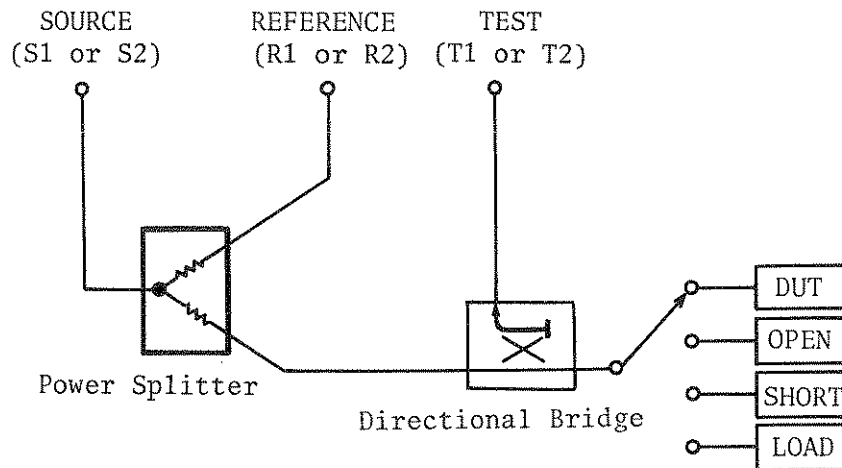 SOURCE
(S1 or S2)
REFERENCE
(R1 or R2)
TEST
(T1 or T2)
DUT
OPEN
SHORT
LOAD
Power Splitter
Directional Bridge